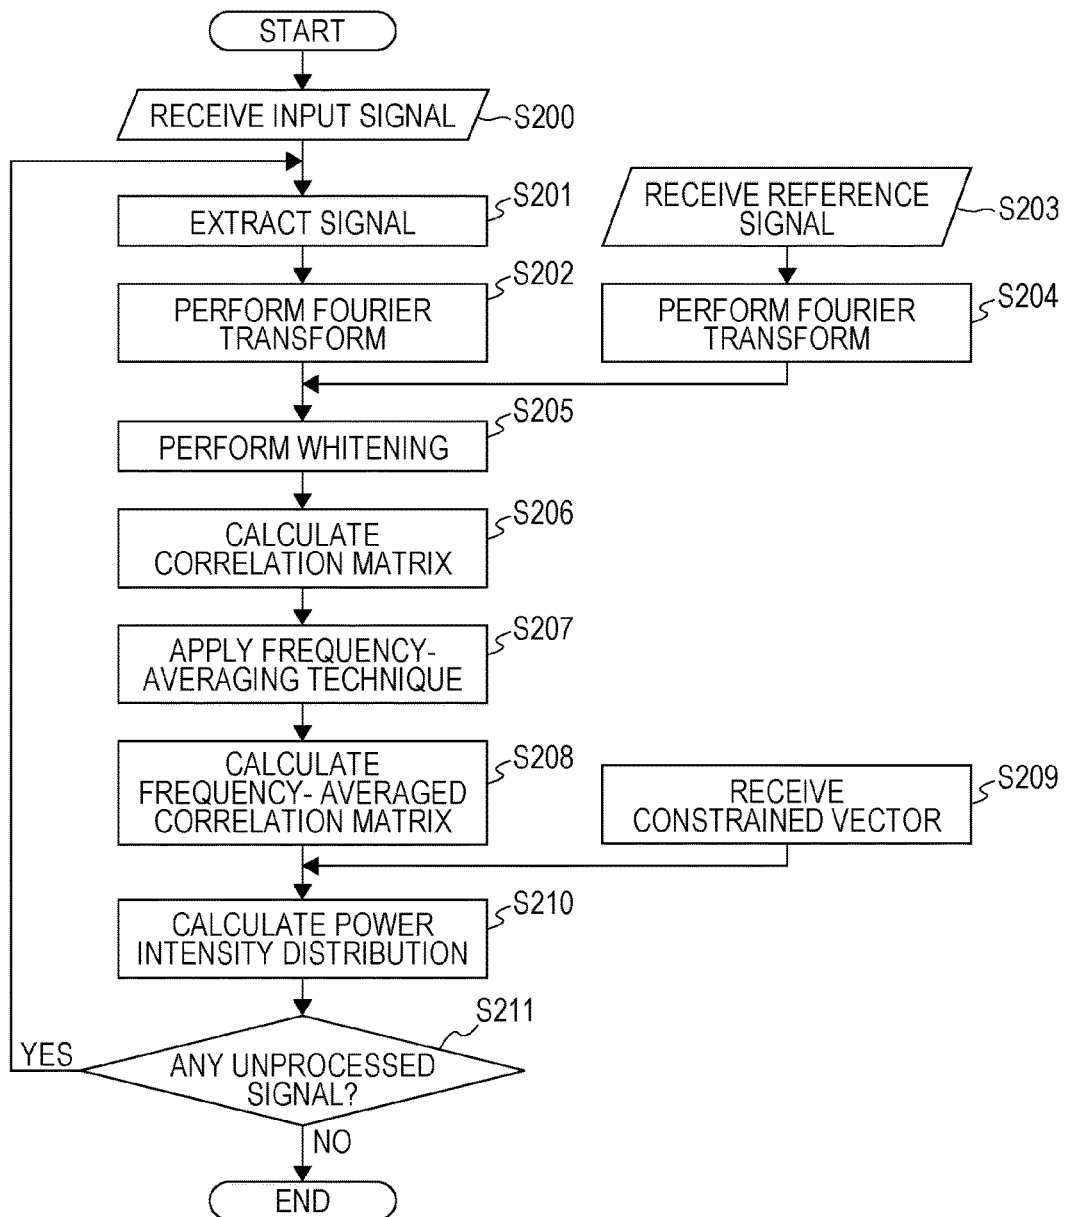 START
RECEIVE INPUT SIGNAL
S200
S201
EXTRACT SIGNAL
RECEIVE REFERENCE
SIGNAL
S203
S202
PERFORM FOURIER
TRANSFORM
S204
PERFORM FOURIER
TRANSFORM
S205
PERFORM WHITENING
S206
CALCULATE
CORRELATION MATRIX
S207
APPLY FREQUENCY-
AVERAGING TECHNIQUE
S208
CALCULATE
FREQUENCY- AVERAGED
CORRELATION MATRIX
S209
RECEIVE
CONSTRAINED VECTOR
S210
CALCULATE POWER
INTENSITY DISTRIBUTION
S211
YES
ANY UNPROCESSED
SIGNAL?
NO
END